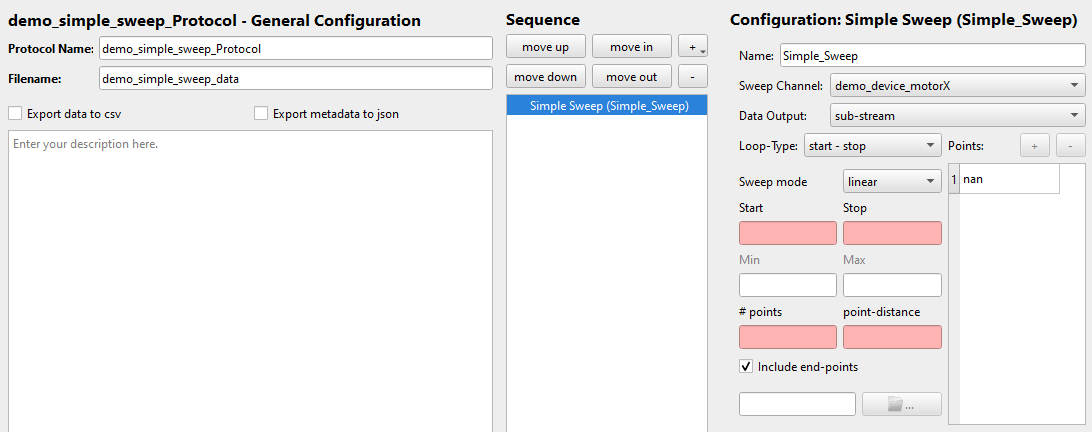 demo_simple_sweep_Protocol - General Configuration
Protocol Name: demo_simple_sweep_Protocol
Filename: demo_simple_sweep_data
Export data to csv Export metadata to json
Enter your description here.
Sequence
move up move in +
move down move out -
Simple Sweep (Simple_Sweep)
Configuration: Simple Sweep (Simple_Sweep)
Name: Simple_Sweep
Sweep Channel: demo_device_motorX
Data Output: sub-stream
Loop-Type: start - stop Points: + -
Sweep mode linear
1 nan
Start Stop
Min Max
# points point-distance
Include end-points
...